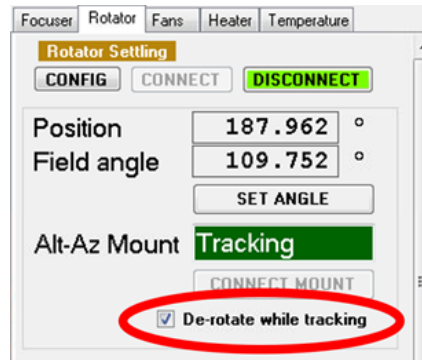 Focuser Rotator Fans Heater Temperature
Rotator Settling
CONFIG CONNECT DISCONNECT
Position 187.962 °
Field angle 109.752 °
SET ANGLE
Alt-Az Mount Tracking
CONNECT MOUNT
De-rotate while tracking